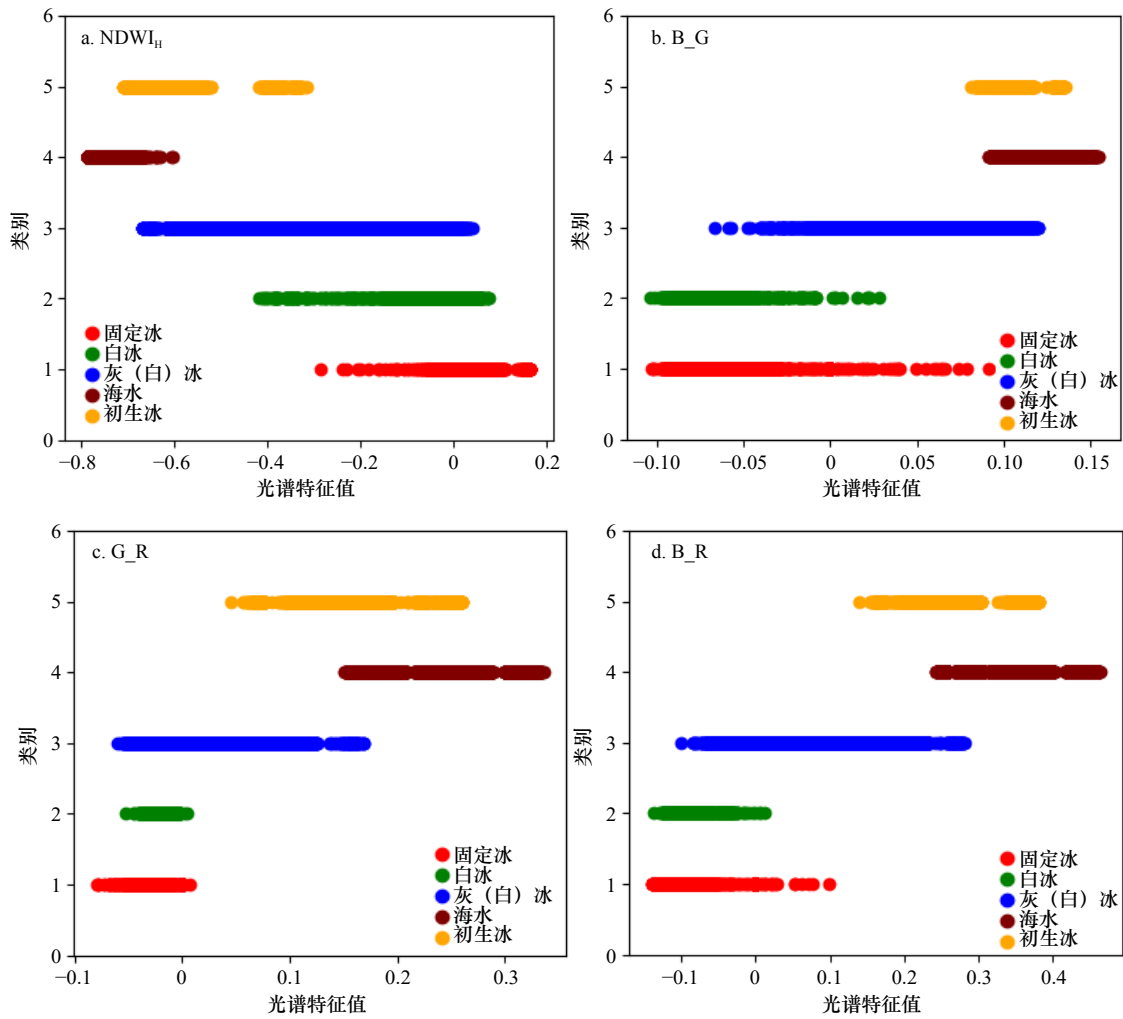 a. NDWI_H
6
5
4
3
2
1
0
类别
固定冰
白冰
灰（白）冰
海水
初生冰
−0.8
−0.6
−0.4
−0.2
0
0.2
光谱特征值
b. B_G
6
5
4
3
2
1
0
类别
固定冰
白冰
灰（白）冰
海水
初生冰
−0.10
−0.05
0
0.05
0.10
0.15
光谱特征值
c. G_R
6
5
4
3
2
1
0
类别
固定冰
白冰
灰（白）冰
海水
初生冰
−0.1
0
0.1
0.2
0.3
光谱特征值
d. B_R
6
5
4
3
2
1
0
类别
固定冰
白冰
灰（白）冰
海水
初生冰
−0.1
0
0.1
0.2
0.3
0.4
光谱特征值